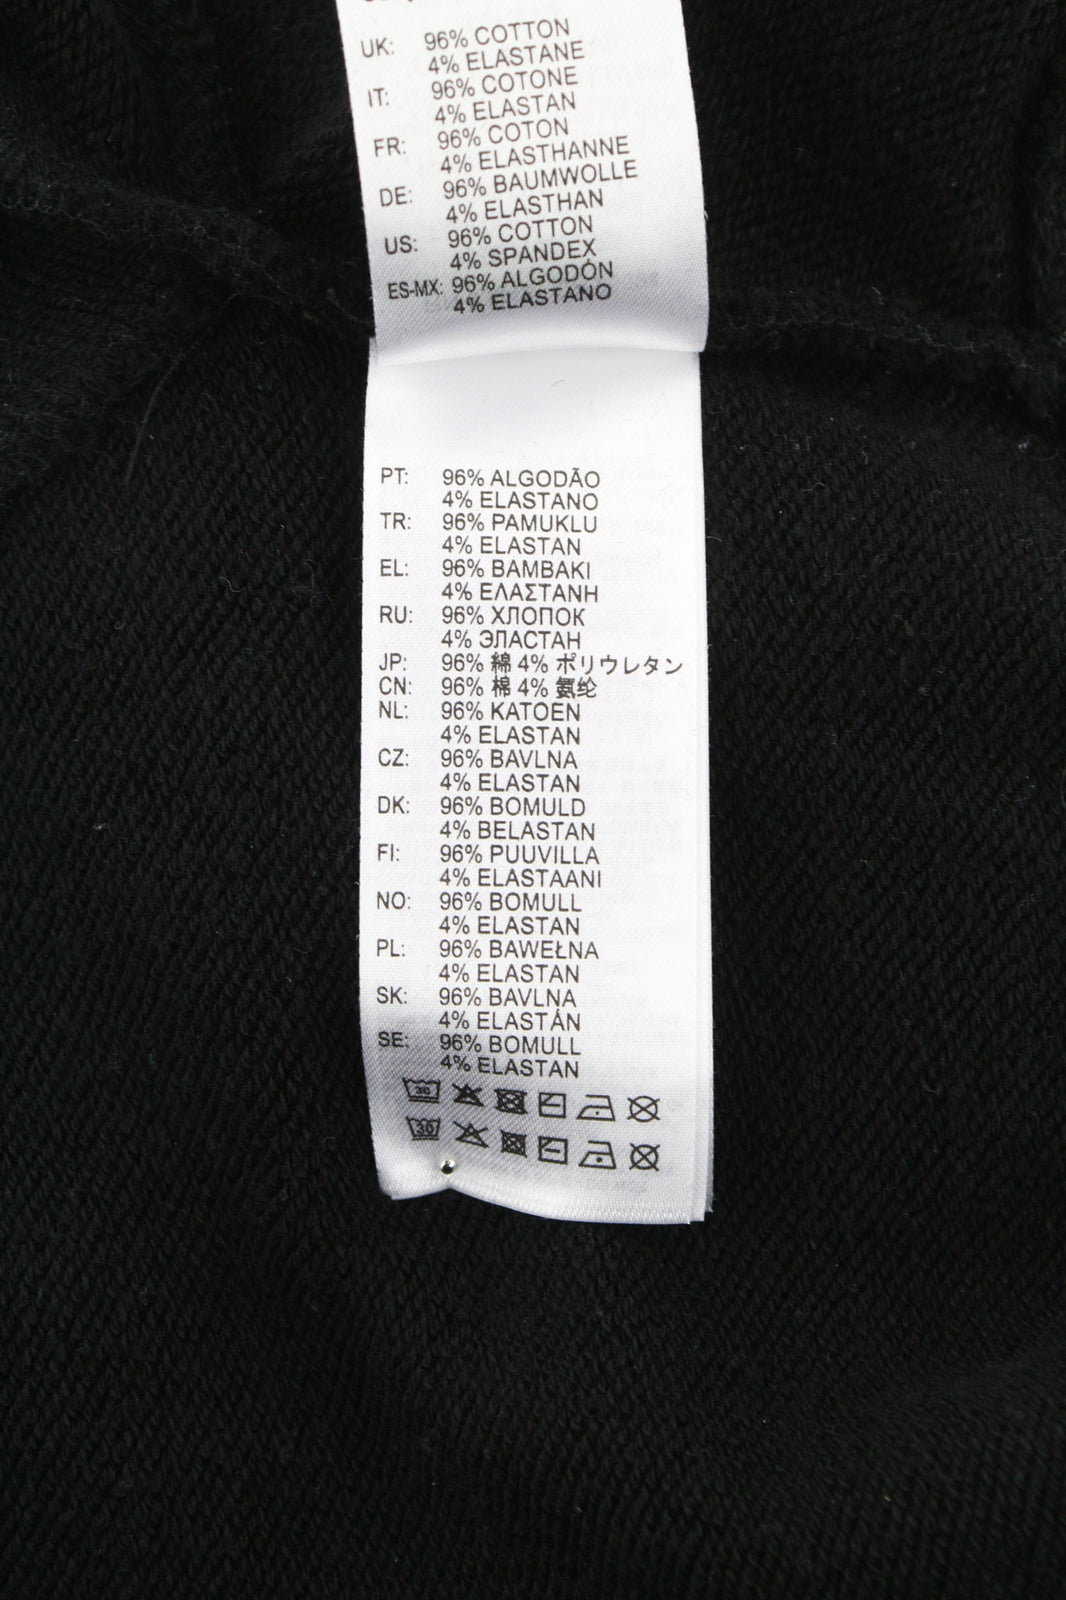 UK: 96% COTTON
4% ELASTANE
IT: 96% COTONE
4% ELASTAN
FR: 96% COTON
4% ELASTHANNE
DE: 96% BAUMWOLLE
4% ELASTHAN
US: 96% COTTON
4% SPANDEX
ES-MX: 96% ALGODÓN
4% ELASTANO
PT: 96% ALGODÃO
4% ELASTANO
TR: 96% PAMUKLU
4% ELASTAN
EL: 96% ΒΑΜΒΑΚΙ
4% ΕΛΑΣΤΑΝΗ
RU: 96% ХЛОПОК
4% ЭЛАСТАН
JP: 96% 綿 4% ポリウレタン
CN: 96% 棉 4% 氨纶
NL: 96% KATOEN
4% ELASTAN
CZ: 96% BAVLNA
4% ELASTAN
DK: 96% BOMULD
4% BELASTAN
FI: 96% PUUVILLA
4% ELASTAANI
NO: 96% BOMULL
4% ELASTAN
PL: 96% BAWEŁNA
4% ELASTAN
SK: 96% BAVLNA
4% ELASTÁN
SE: 96% BOMULL
4% ELASTAN
30
30